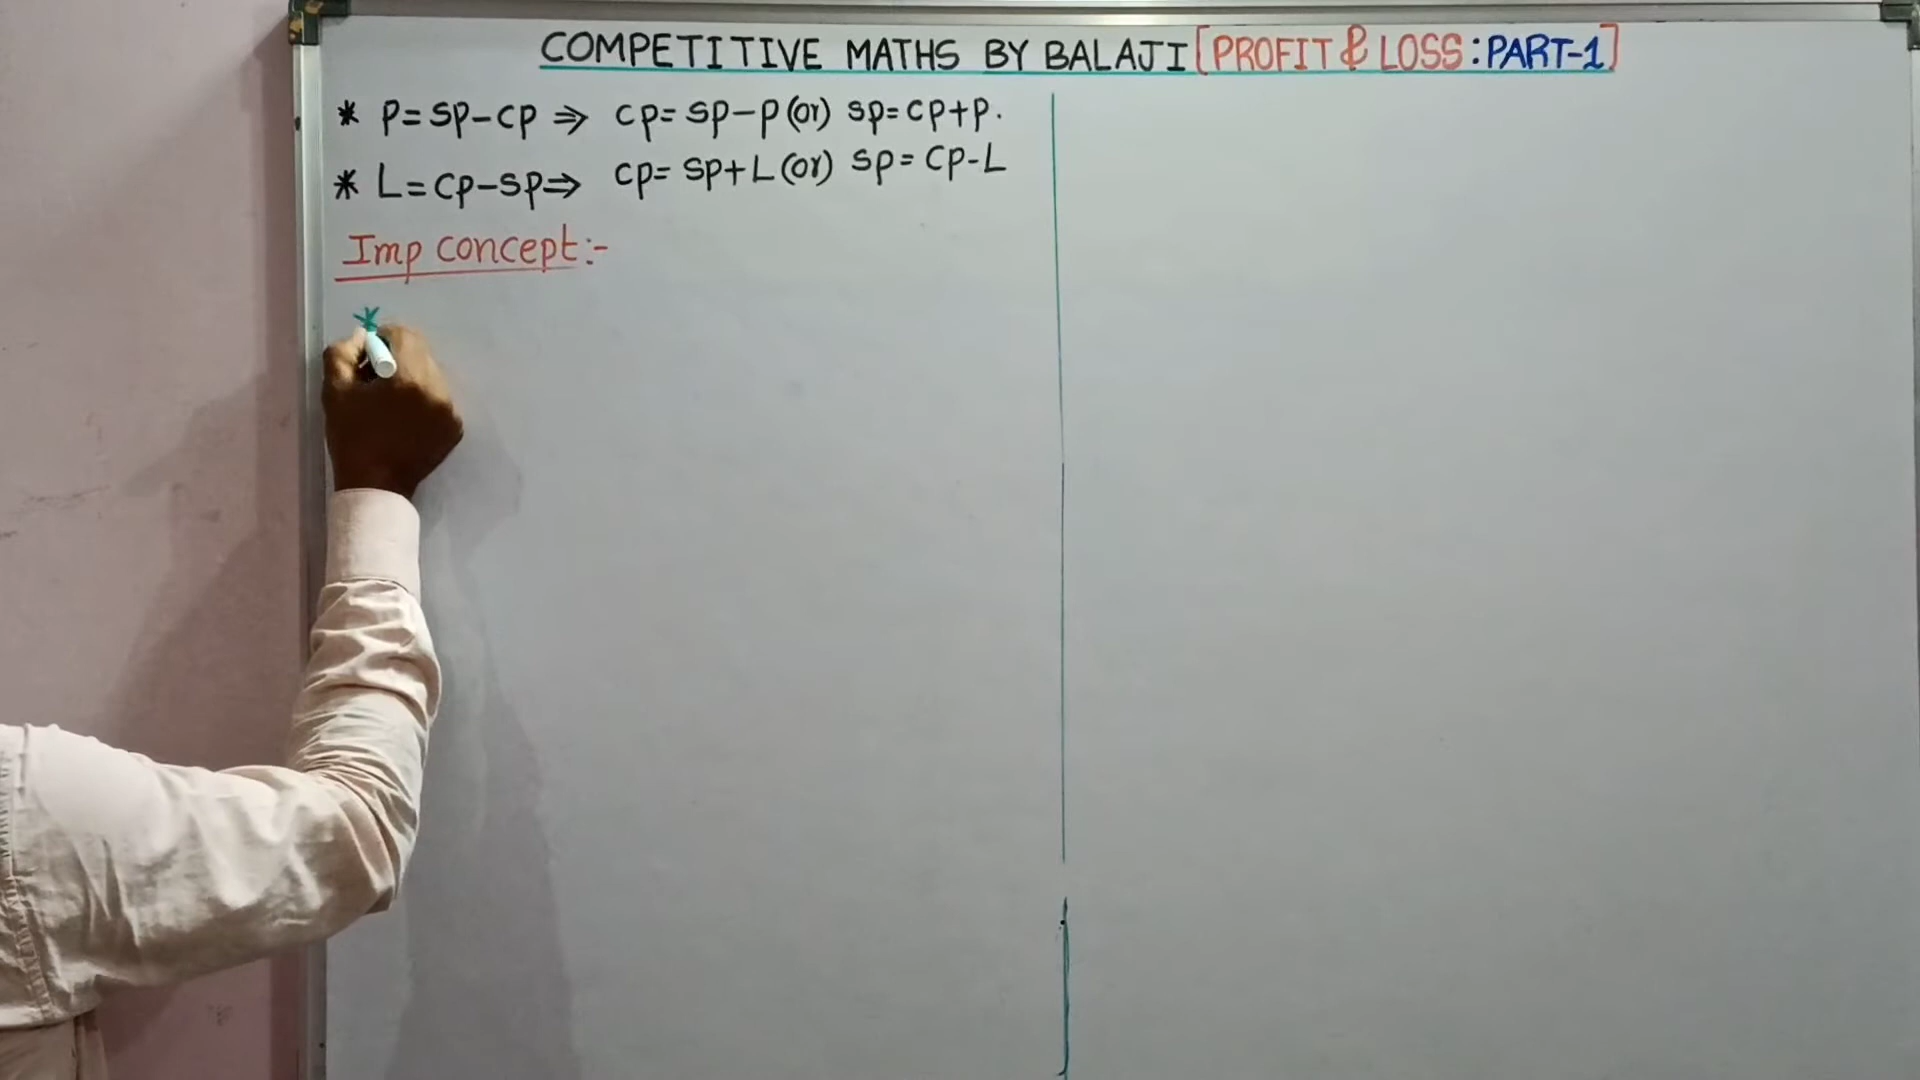 COMPETITIVE MATHS BY BALAJI [PROFIT & LOSS : PART-1]
* P=SP-CP ⇒ CP= SP-P (or) SP= CP+P.
* L=CP-SP ⇒ CP= SP+L (or) SP= CP-L
Imp concept:-
*